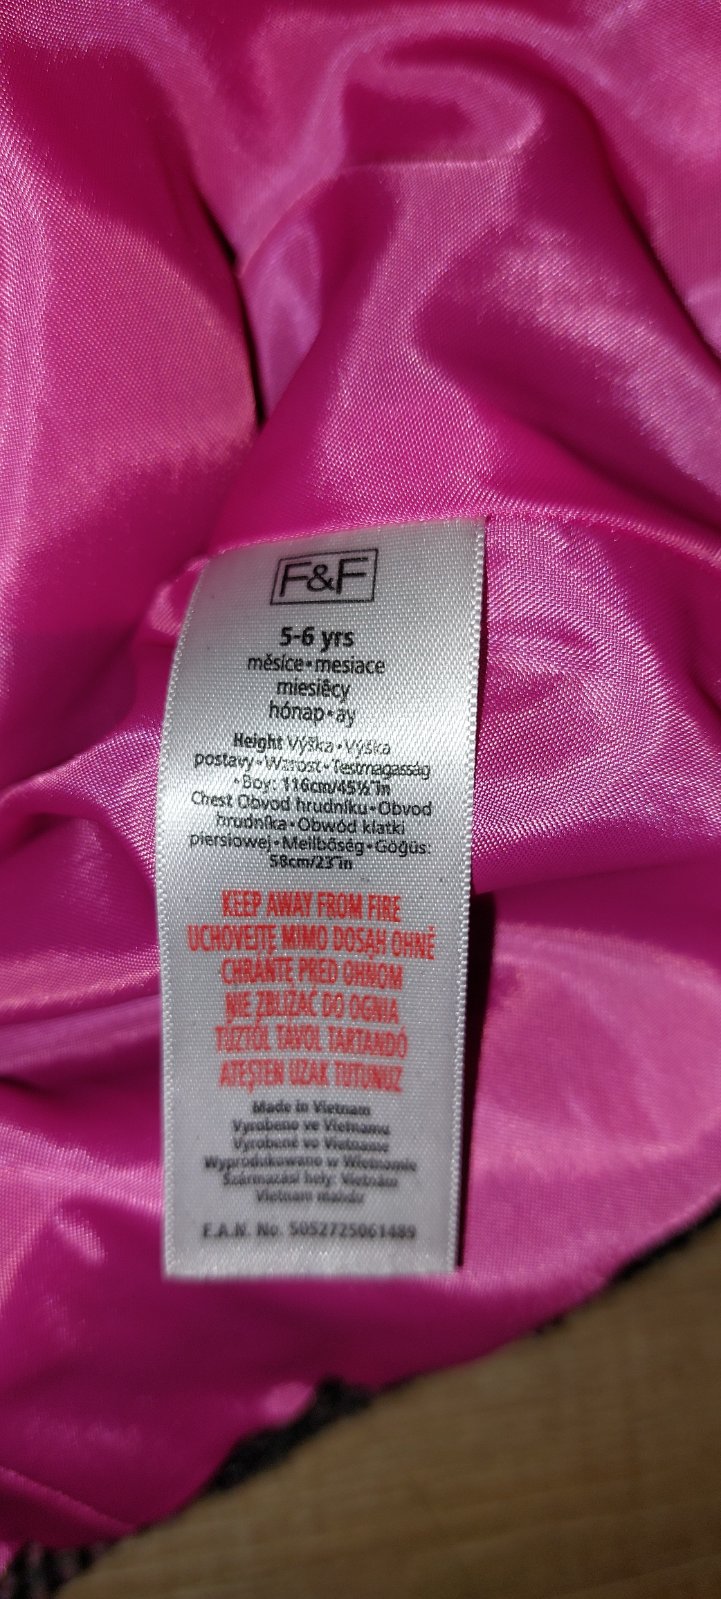 F&F
5-6 yrs
měsíce•mesiace
miesięcy
hónap•ay
Height Výška•Výška
postavy•Wzrost•Testmagasság
•Boy: 116cm/45½"in
Chest Obvod hrudníku•Obvod
hrudníka•Obwód klatki
piersiowej•Mellbőség•Göğüs:
58cm/23"in
KEEP AWAY FROM FIRE
UCHOVEJTE MIMO DOSAH OHNĚ
CHRÁŇTE PRED OHŇOM
NIE ZBLIŻAĆ DO OGNIA
TŰZTŐL TÁVOL TARTANDÓ
ATEŞTEN UZAK TUTUNUZ
Made in Vietnam
Vyrobeno ve Vietnamu
Vyrobené vo Vietname
Wyprodukowano w Wietnamie
Származási hely: Vietnám
Vietnam malıdır
E.A.N. No. 5052725061489